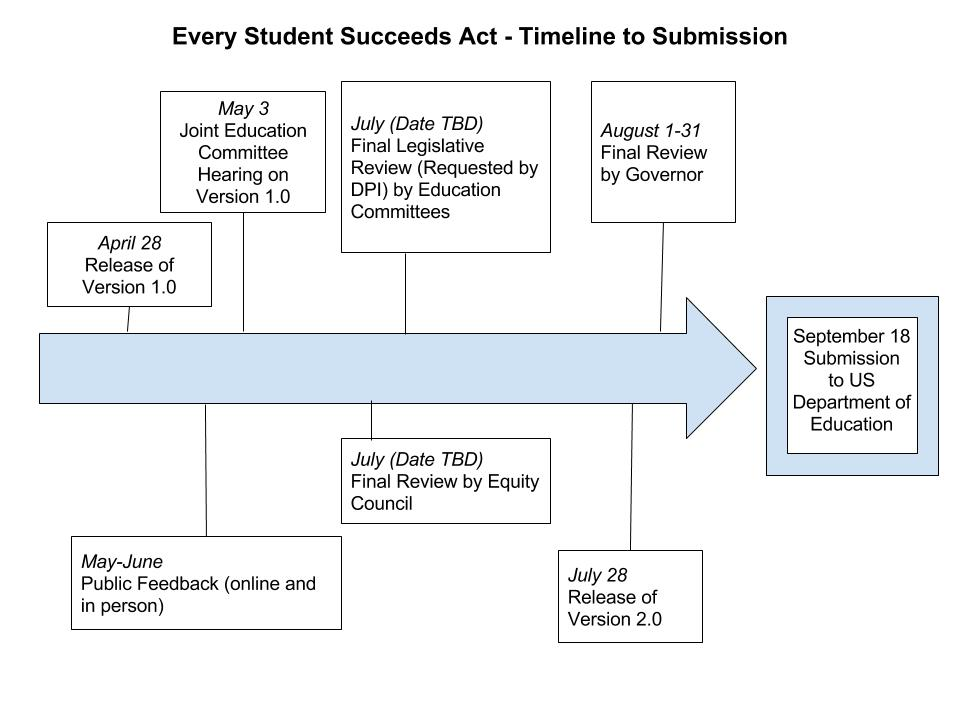 Every Student Succeeds Act - Timeline to Submission
May 3
Joint Education
Committee
Hearing on
Version 1.0
July (Date TBD)
Final Legislative
Review (Requested by
DPI) by Education
Committees
August 1-31
Final Review
by Governor
April 28
Release of
Version 1.0
September 18
Submission
to US
Department of
Education
July (Date TBD)
Final Review by Equity
Council
May-June
Public Feedback (online and
in person)
July 28
Release of
Version 2.0